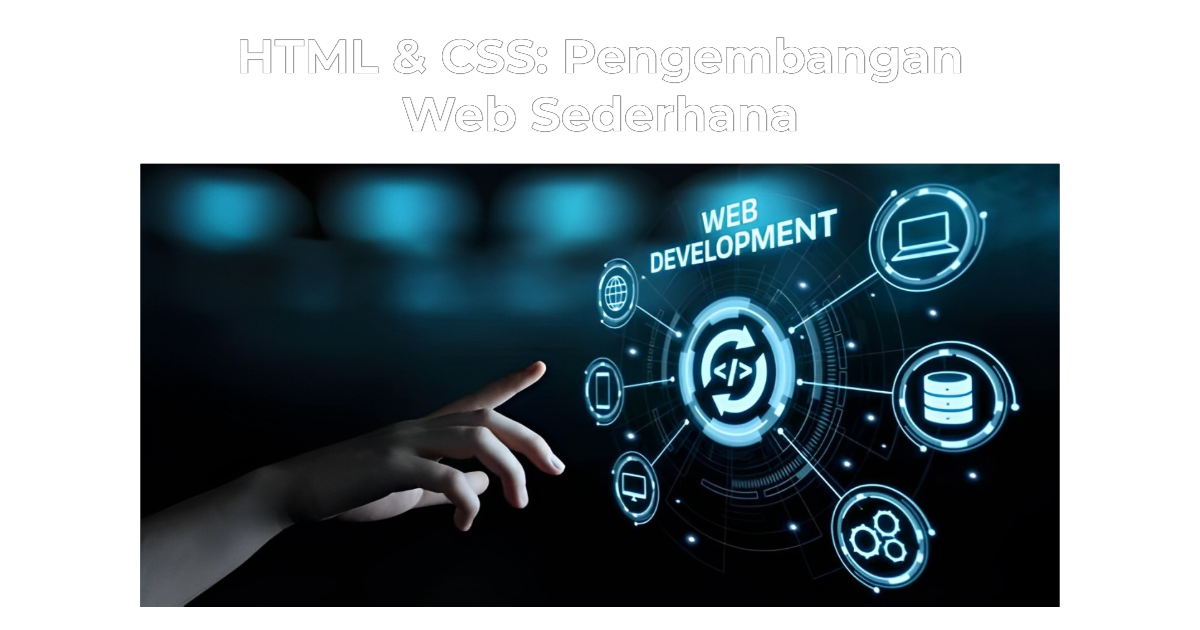 HTML & CSS: Pengembangan
Web Sederhana
WEB
DEVELOPMENT
</>